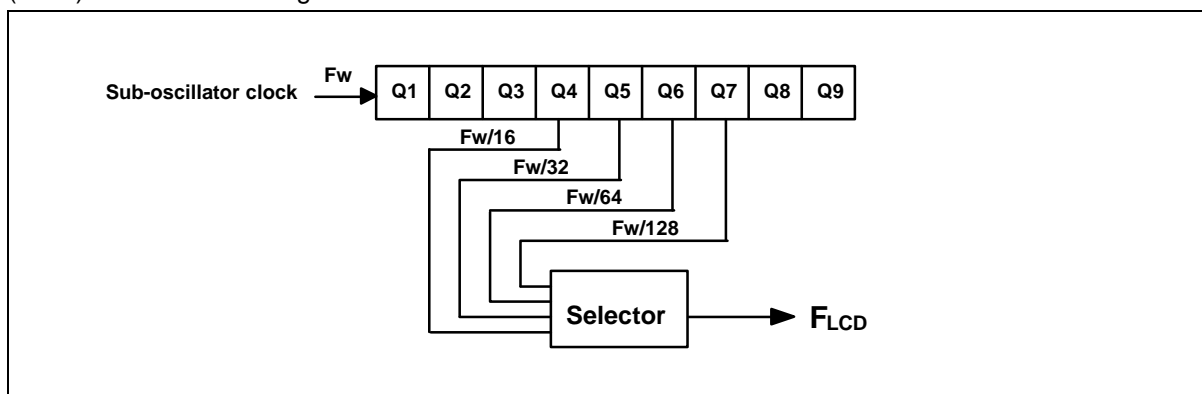 Fw
Sub-oscillator clock
Q1 Q2 Q3 Q4 Q5 Q6 Q7 Q8 Q9
Fw/16
Fw/32
Fw/64
Fw/128
Selector
FLCD